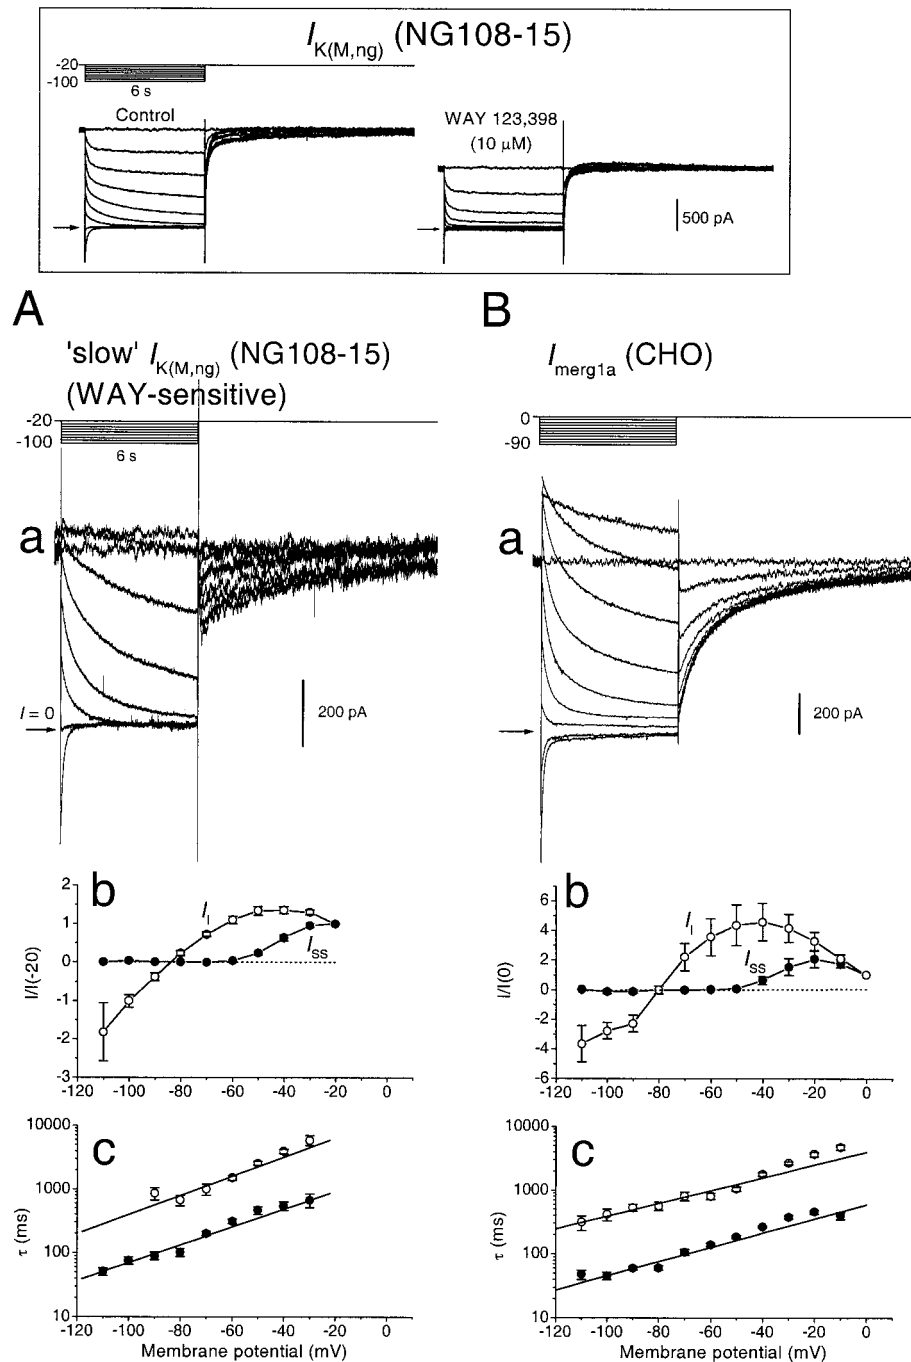 I K(M,ng) (NG108-15)
-20
-100
6 s
Control
WAY 123,398
(10 μM)
500 pA
A
'slow' I K(M,ng) (NG108-15)
(WAY-sensitive)
-20
-100
6 s
a
I = 0
200 pA
b
I/I(-20)
2
1
0
-1
-2
-3
I I
I SS
-120 -100 -80 -60 -40 -20 0
c
τ (ms)
10000
1000
100
10
-120 -100 -80 -60 -40 -20 0
Membrane potential (mV)
B
I merg1a (CHO)
0
-90
a
200 pA
b
I/I(0)
6
4
2
0
-2
-4
-6
I I
I SS
-120 -100 -80 -60 -40 -20 0
c
τ (ms)
10000
1000
100
10
-120 -100 -80 -60 -40 -20 0
Membrane potential (mV)